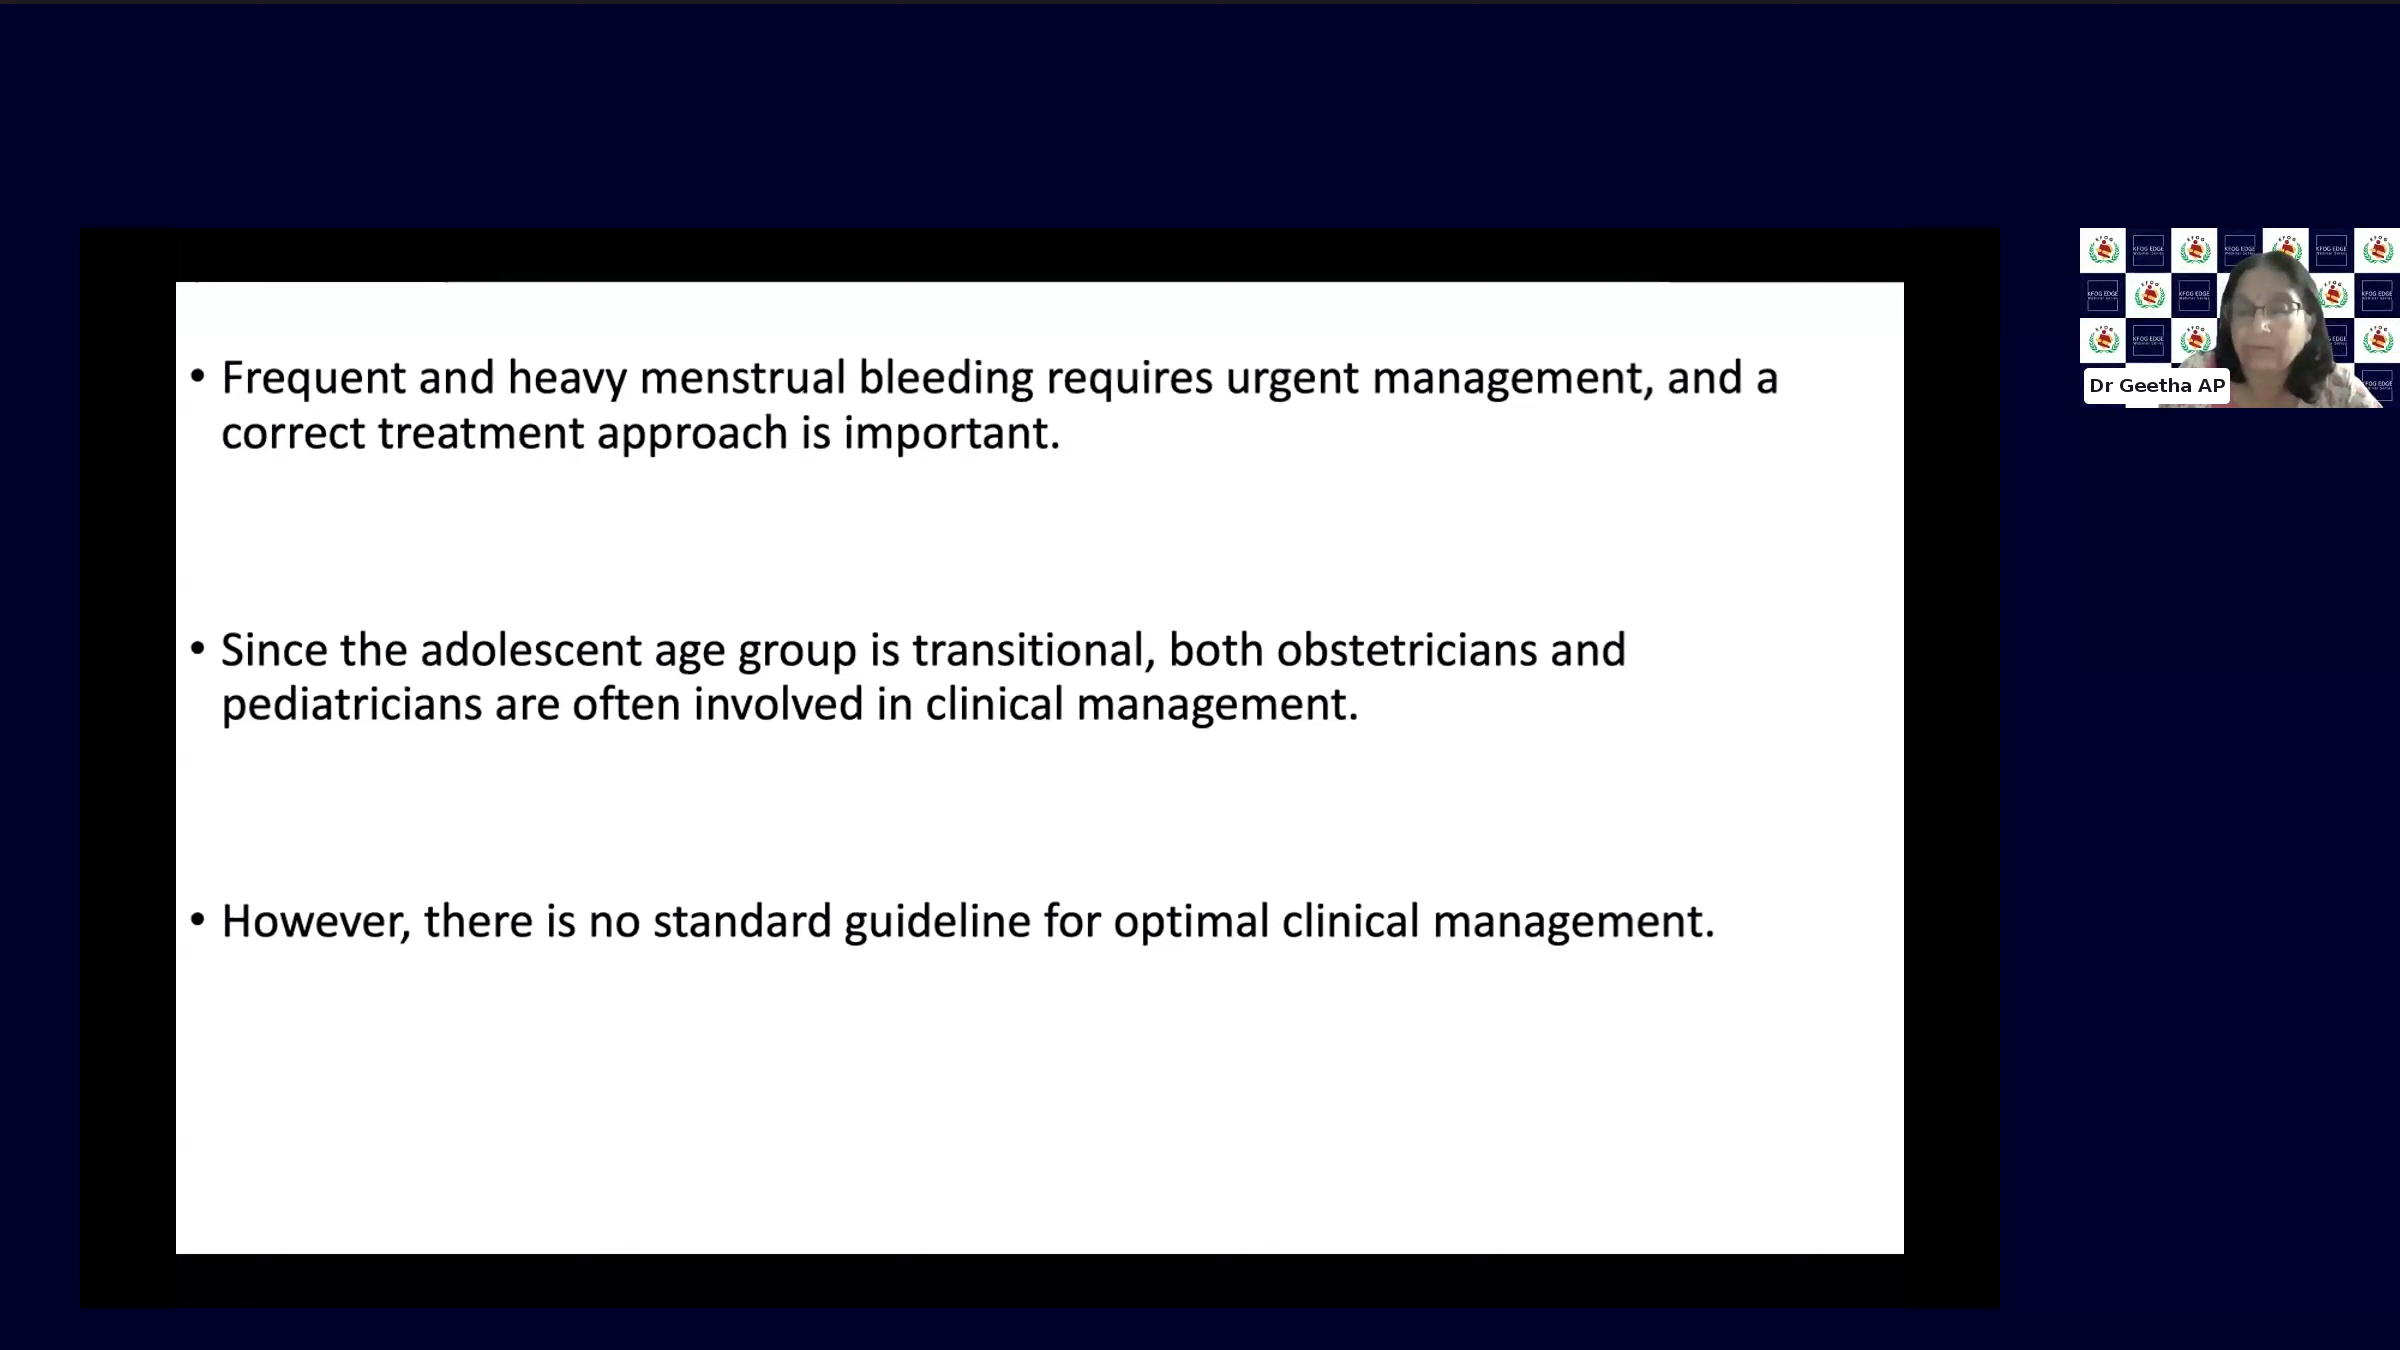 • Frequent and heavy menstrual bleeding requires urgent management, and a
correct treatment approach is important.
• Since the adolescent age group is transitional, both obstetricians and
pediatricians are often involved in clinical management.
• However, there is no standard guideline for optimal clinical management.
KFOG EDGE
Dr Geetha AP